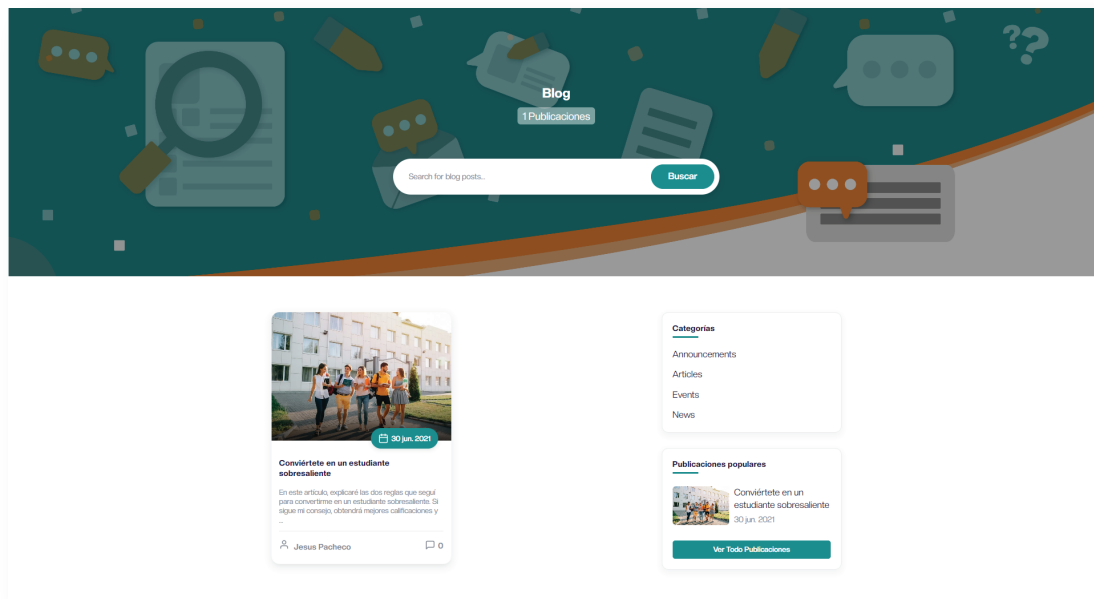 Blog
1 Publicaciones
Search for blog posts..
Buscar
30 jun. 2021
Conviértete en un estudiante
sobresaliente
En este artículo, explicaré las dos reglas que seguí
para convertirme en un estudiante sobresaliente. Si
sigue mi consejo, obtendrá mejores calificaciones y
...
Jesus Pacheco
0
Categorías
Announcements
Articles
Events
News
Publicaciones populares
Conviértete en un
estudiante sobresaliente
30 jun. 2021
Ver Todo Publicaciones